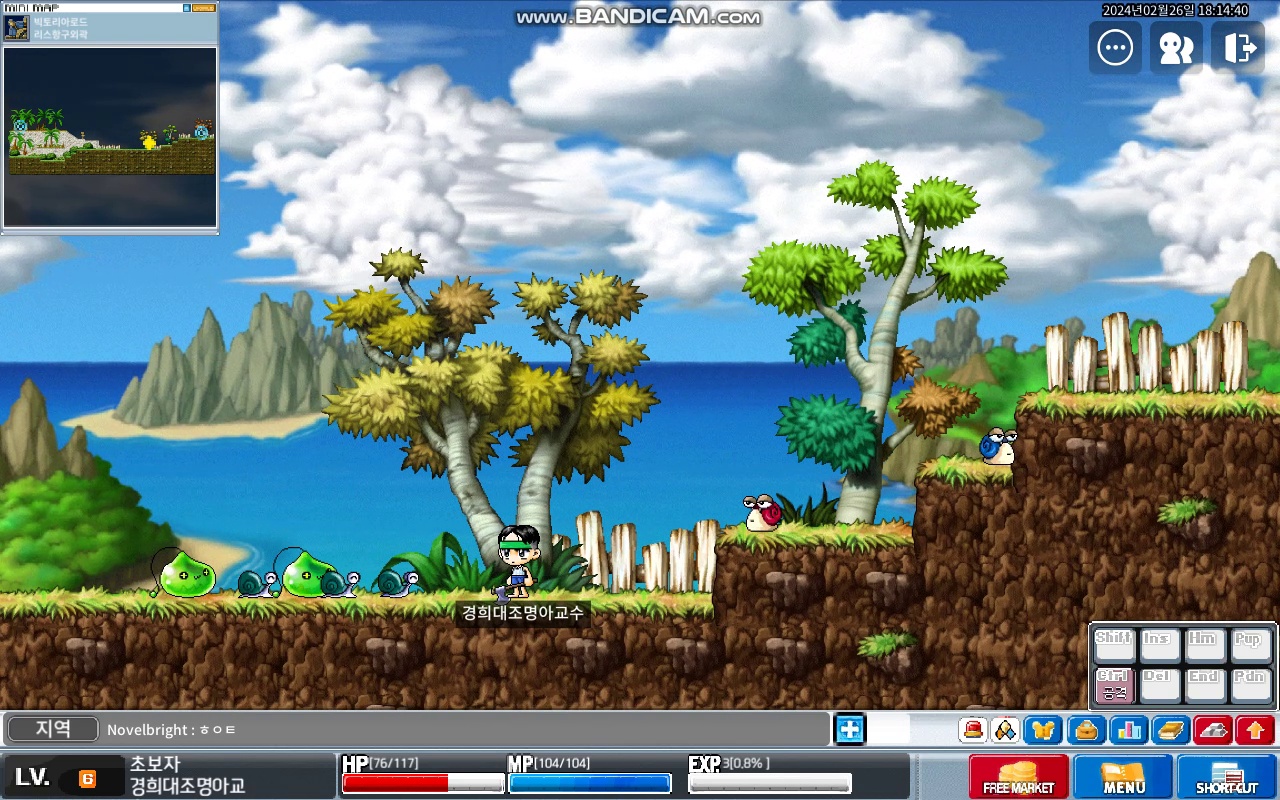 MINI MAP
WORLD
빅토리아로드
리스항구외곽
www.BANDICAM.com
2024년02월26일 18:14:40
경희대조명아교수
Shift Ins Hm Pup
Ctrl Del End Pdn
공격
지역 Novelbright : ㅎㅇㅌ
LV. 6
초보자
경희대조명아교
HP[76/117] MP[104/104] EXP 3[0.8% ]
FREE MARKET MENU SHORTCUT